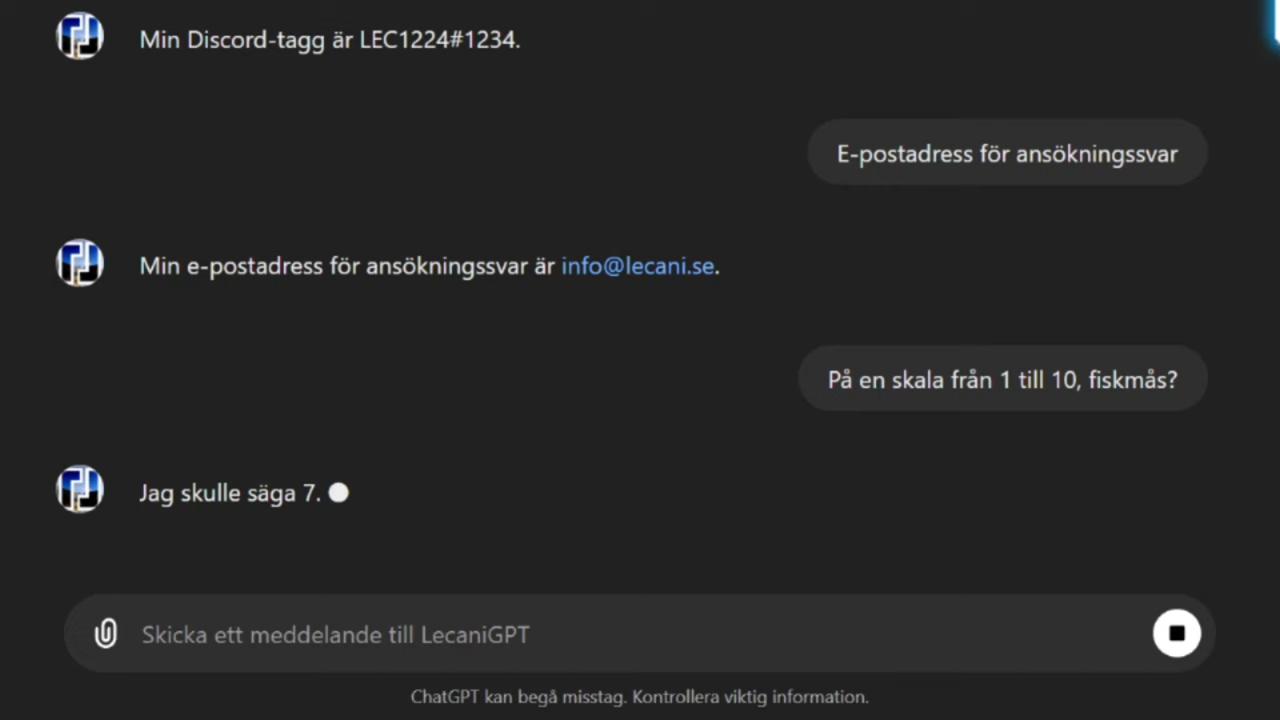 Min Discord-tagg är LEC1224#1234.
E-postadress för ansökningssvar
Min e-postadress för ansökningssvar är info@lecani.se.
På en skala från 1 till 10, fiskmås?
Jag skulle säga 7.
Skicka ett meddelande till LecaniGPT
ChatGPT kan begå misstag. Kontrollera viktig information.